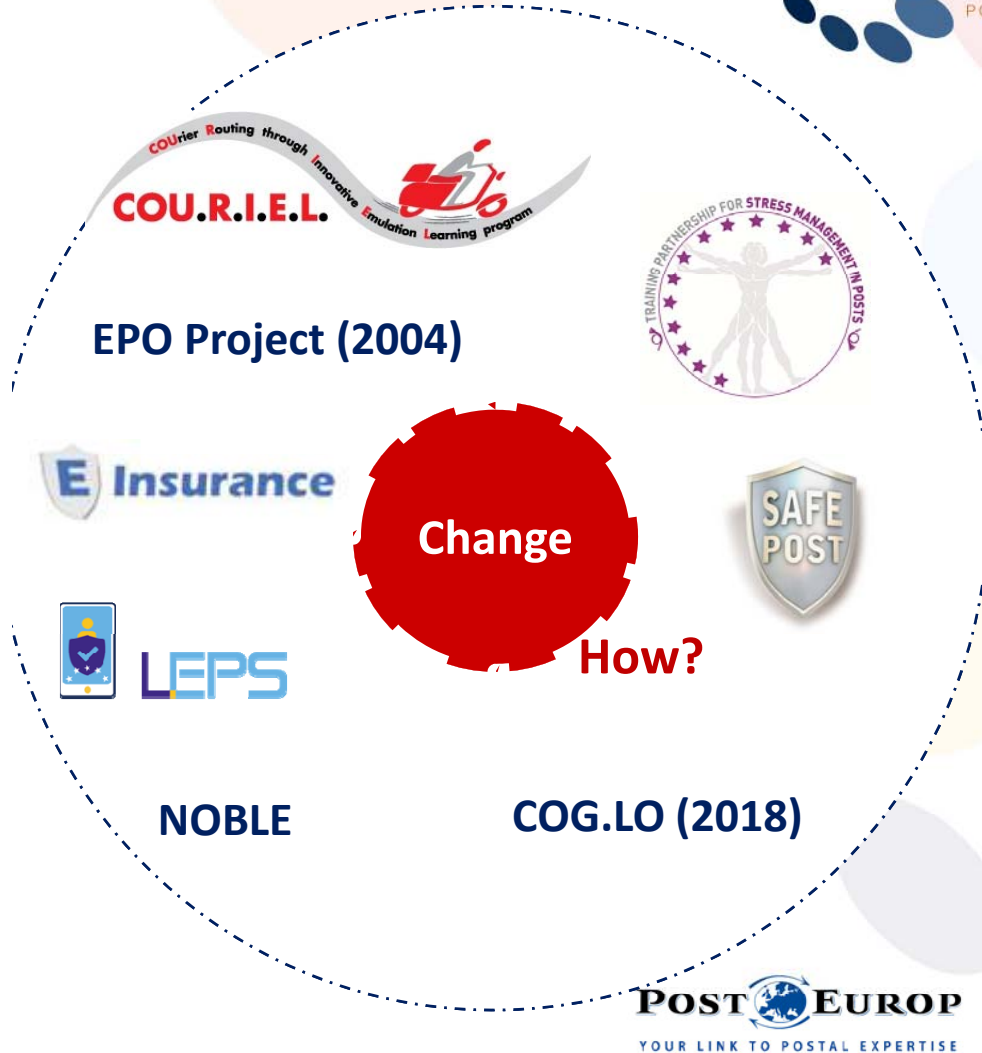 PO
COUrier Routing through Innovative Emulation Learning program
COU.R.I.E.L.
TRAINING PARTNERSHIP FOR STRESS MANAGEMENT IN POSTS
EPO Project (2004)
E Insurance
SAFE
POST
Change
How?
LEPS
NOBLE
COG.LO (2018)
POST EUROP
YOUR LINK TO POSTAL EXPERTISE